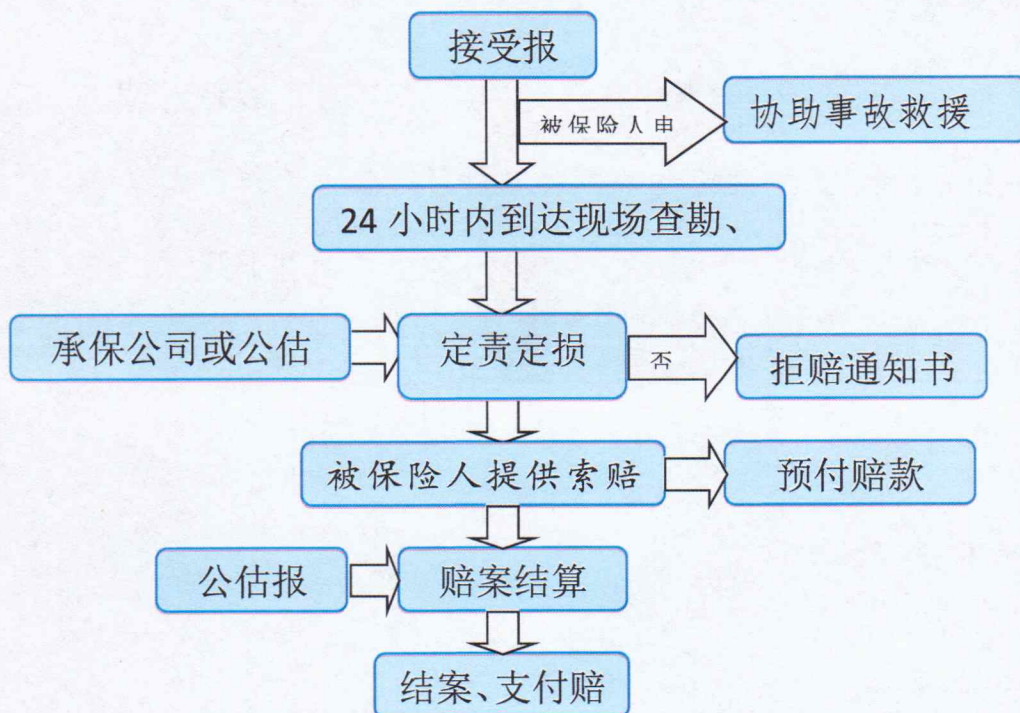 接受报
被保险人申
协助事故救援
24 小时内到达现场查勘、
承保公司或公估
定责定损
否
拒赔通知书
被保险人提供索赔
预付赔款
公估报
赔案结算
结案、支付赔